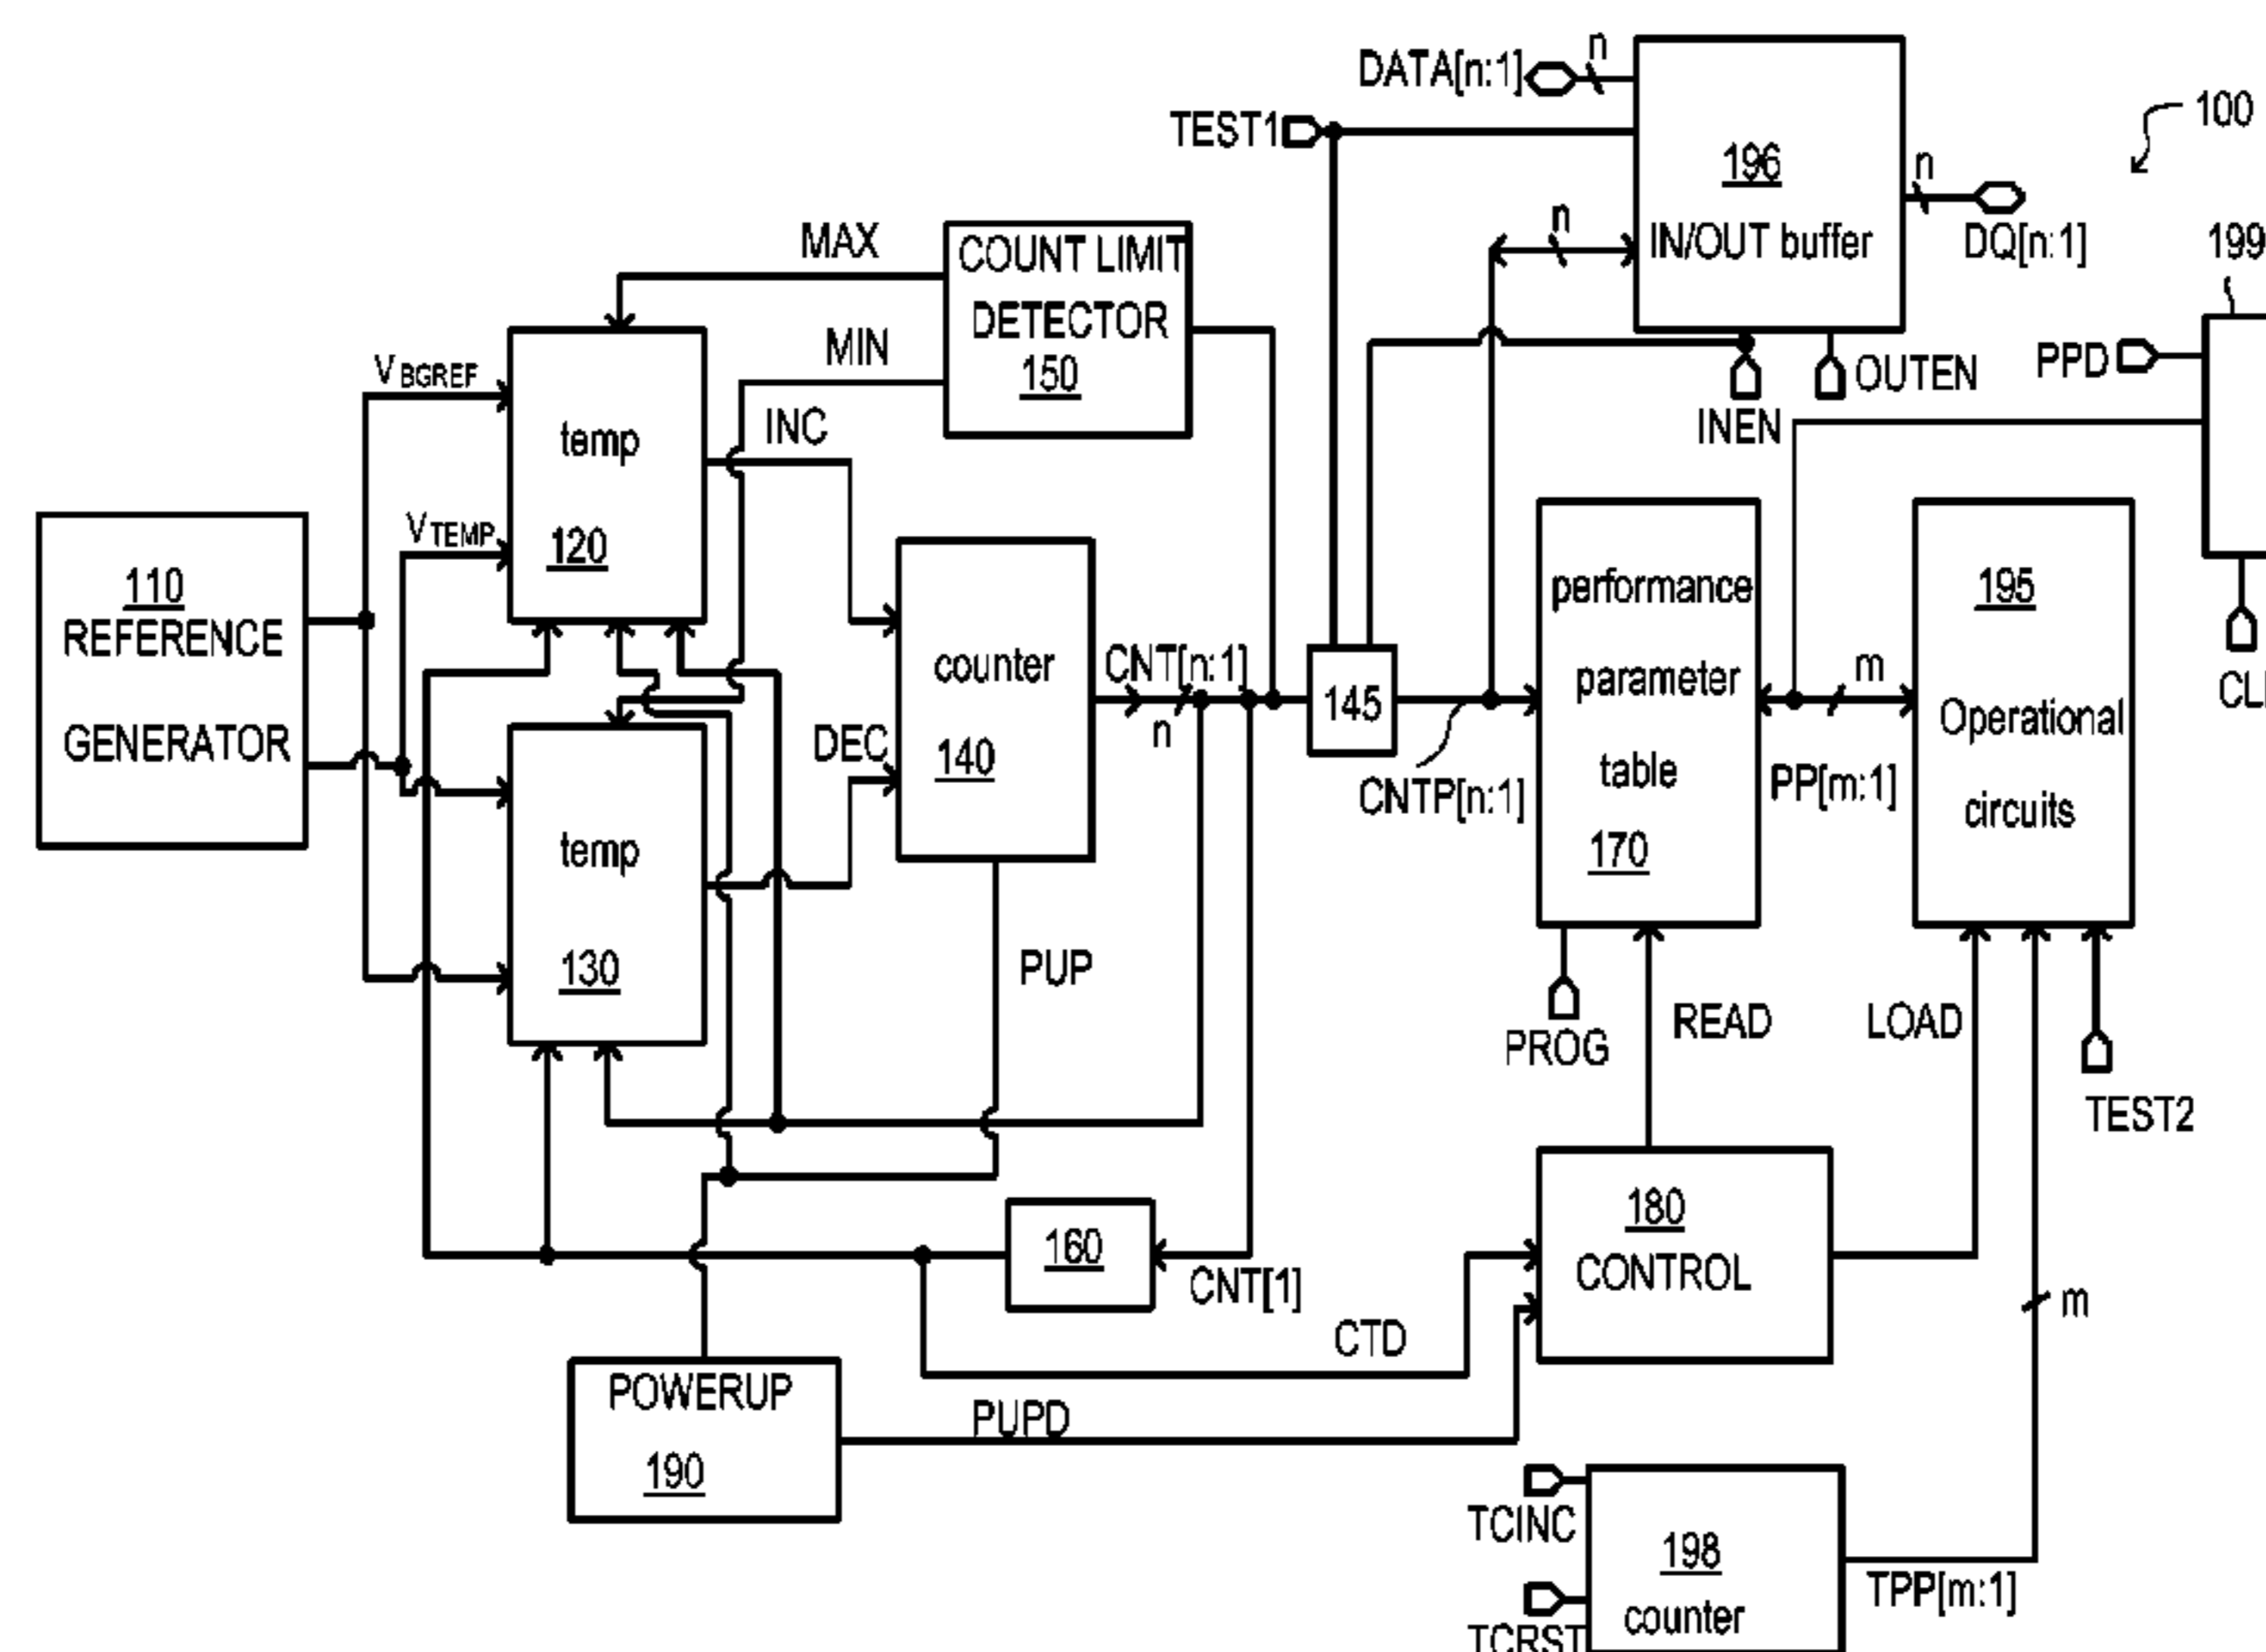 DATA[n:1]
n
TEST1
196
IN/OUT buffer
n
n
DQ[n:1]
100
199
MAX
COUNT LIMIT
DETECTOR
150
MIN
INC
VBGREF
VTEMP
temp
120
110
REFERENCE
GENERATOR
temp
130
DEC
counter
140
CNT[n:1]
n
145
CNTP[n:1]
INEN
OUTEN
PPD
performance
parameter
table
170
m
PP[m:1]
195
Operational
circuits
PUP
PROG
READ
LOAD
TEST2
160
CNT[1]
180
CONTROL
m
CTD
POWERUP
190
PUPD
TCINC
TCRST
198
counter
TPP[m:1]